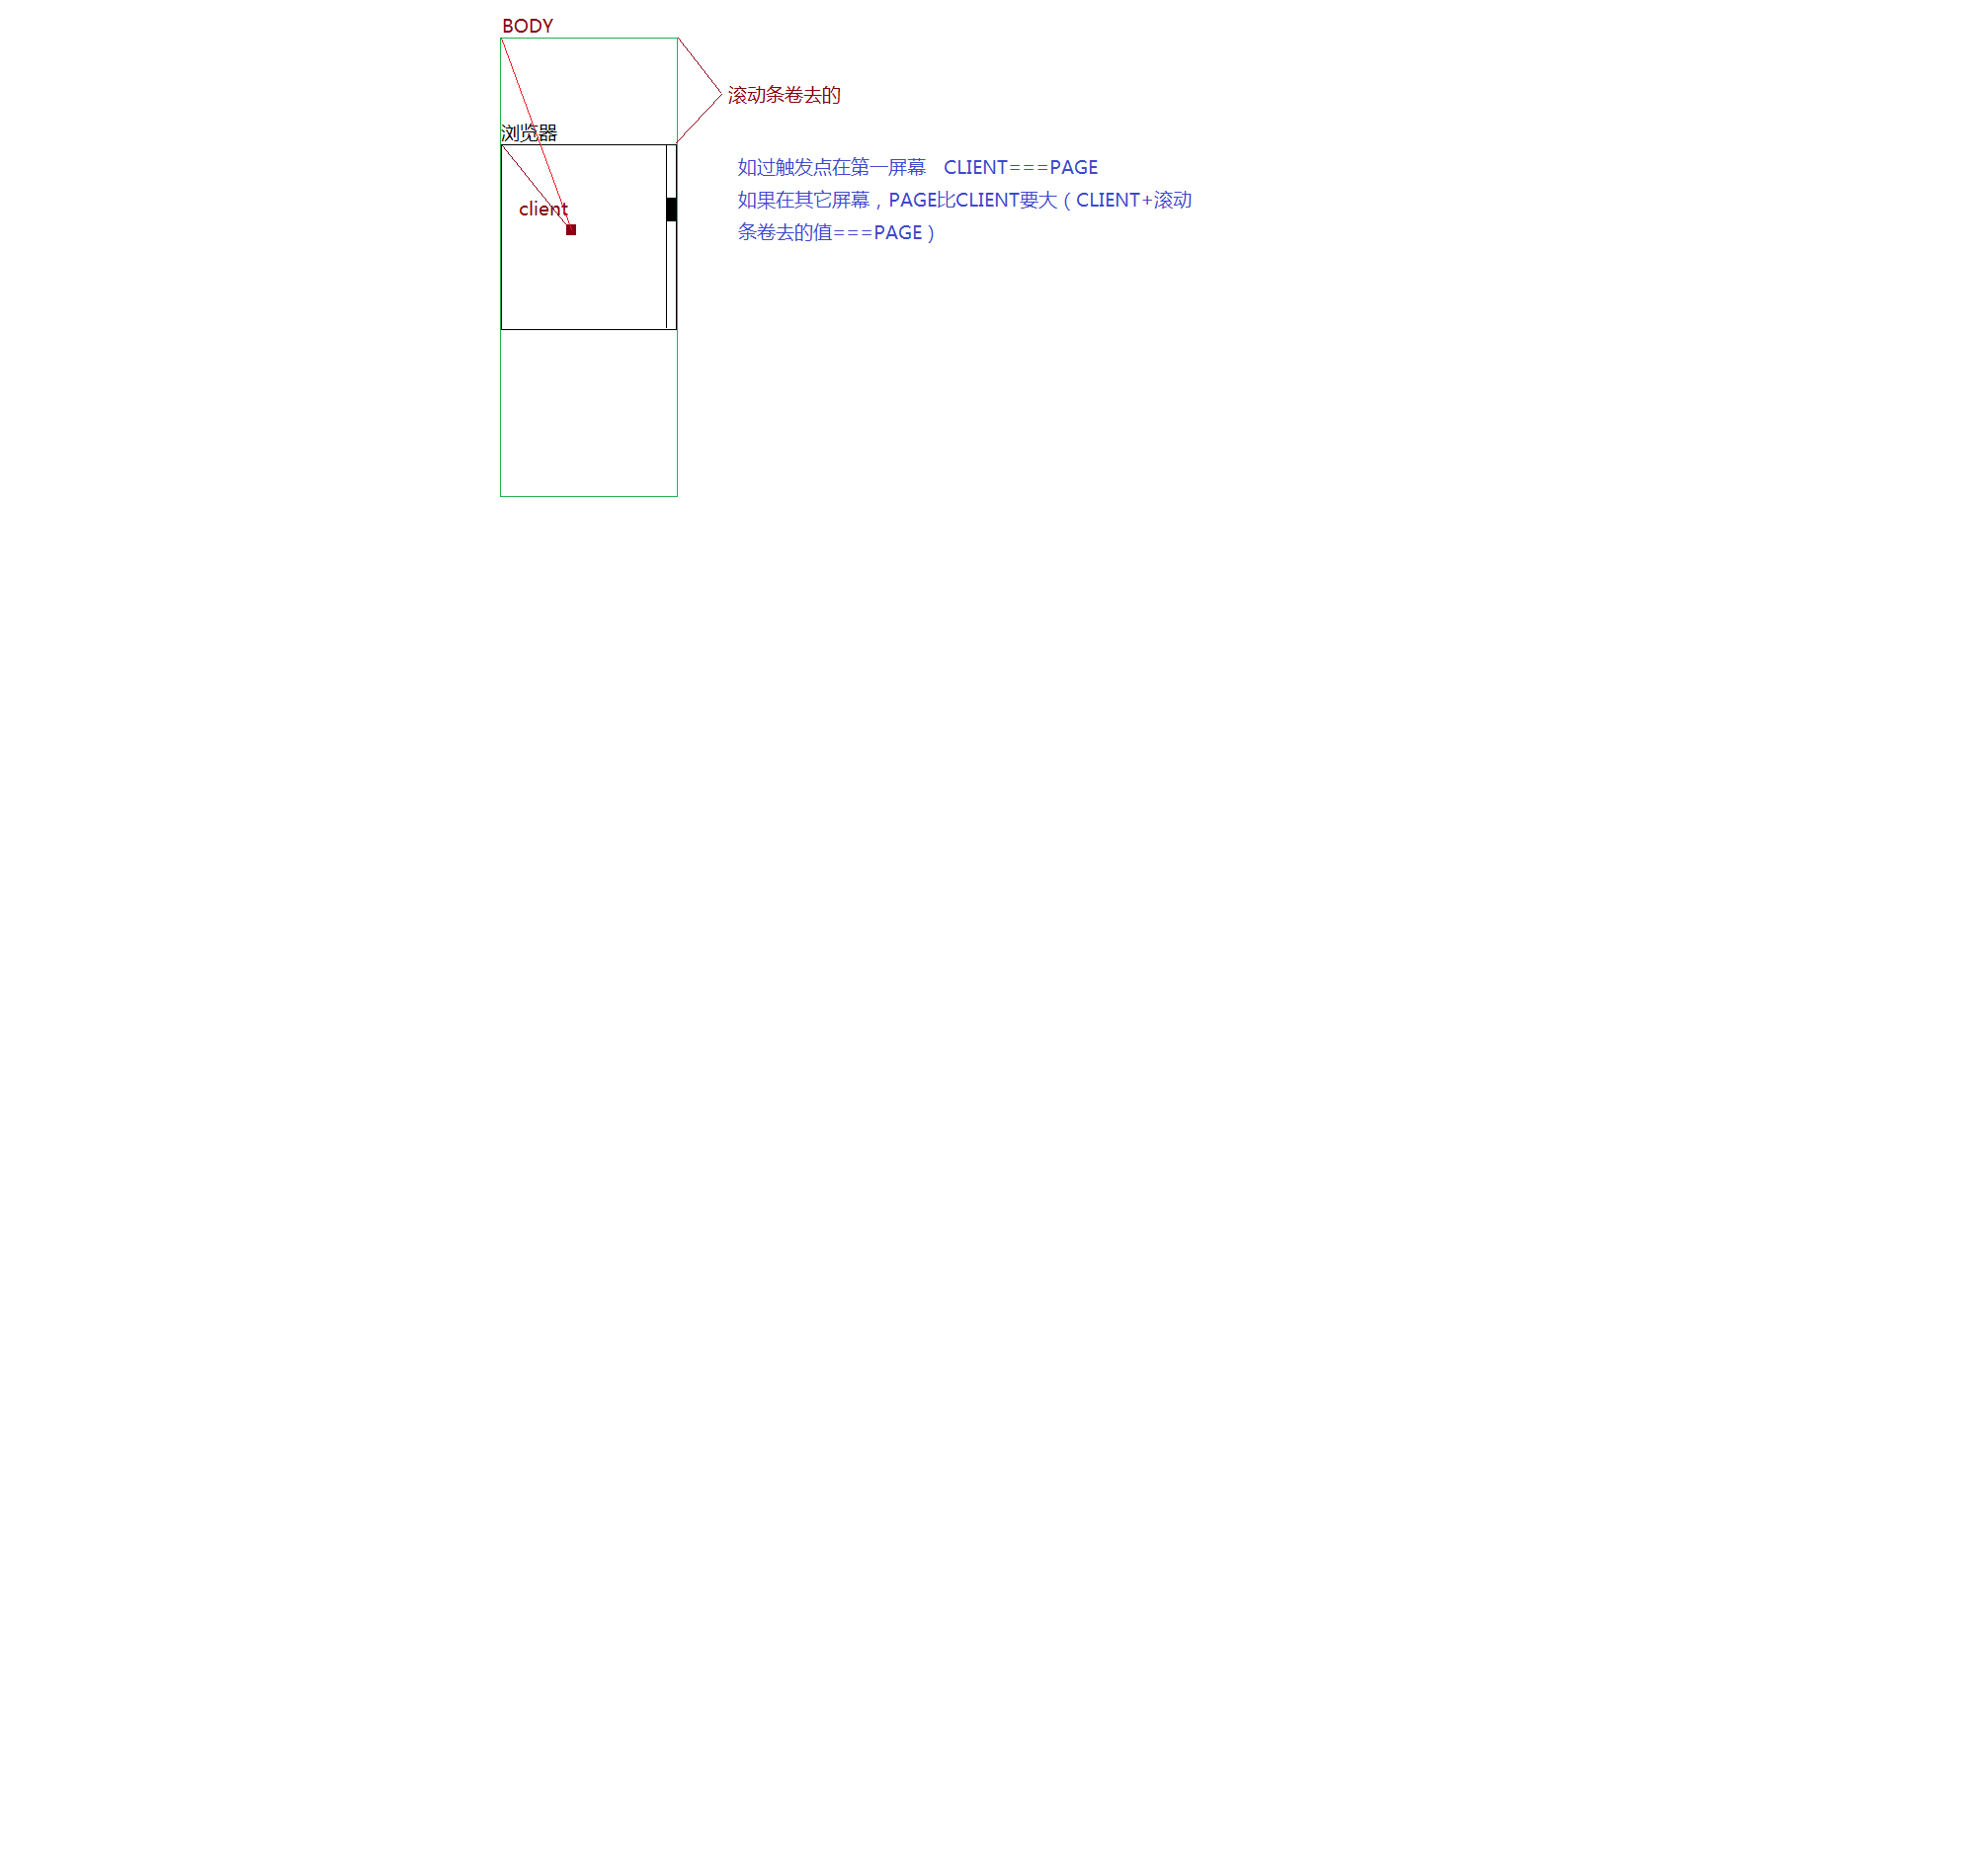 BODY
滚动条卷去的
浏览器
如过触发点在第一屏幕 CLIENT===PAGE
如果在其它屏幕，PAGE比CLIENT要大（CLIENT+滚动
条卷去的值===PAGE）
client